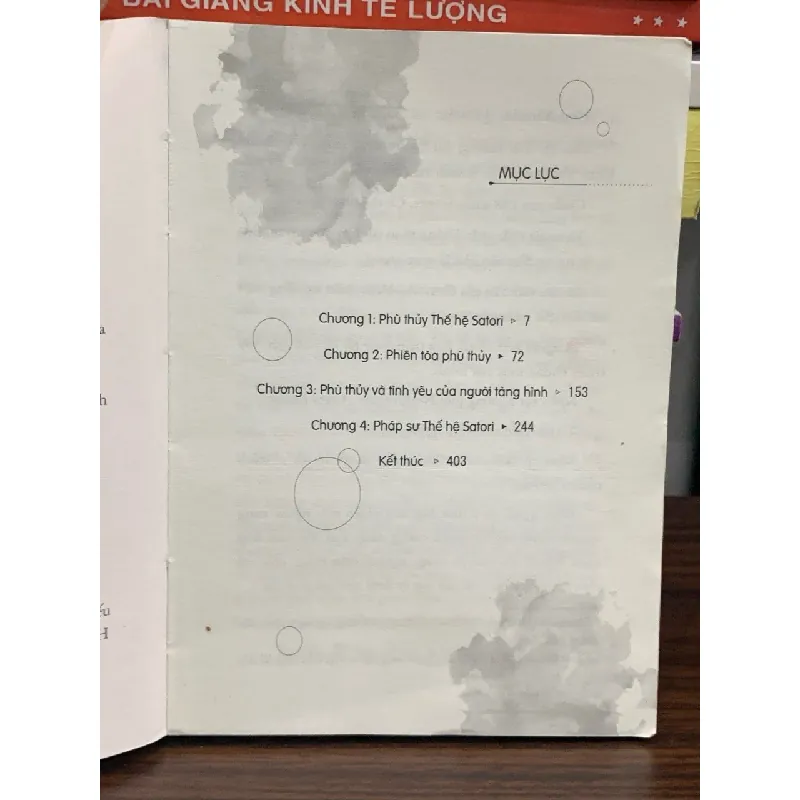 BÀI GIẢNG KINH TẾ LƯỢNG
MỤC LỤC
Chương 1: Phù thủy Thế hệ Satori ▹ 7
Chương 2: Phiên tòa phù thủy ▸ 72
Chương 3: Phù thủy và tình yêu của người tàng hình ▹ 153
Chương 4: Pháp sư Thế hệ Satori ▸ 244
Kết thúc ▹ 403
a
h
H